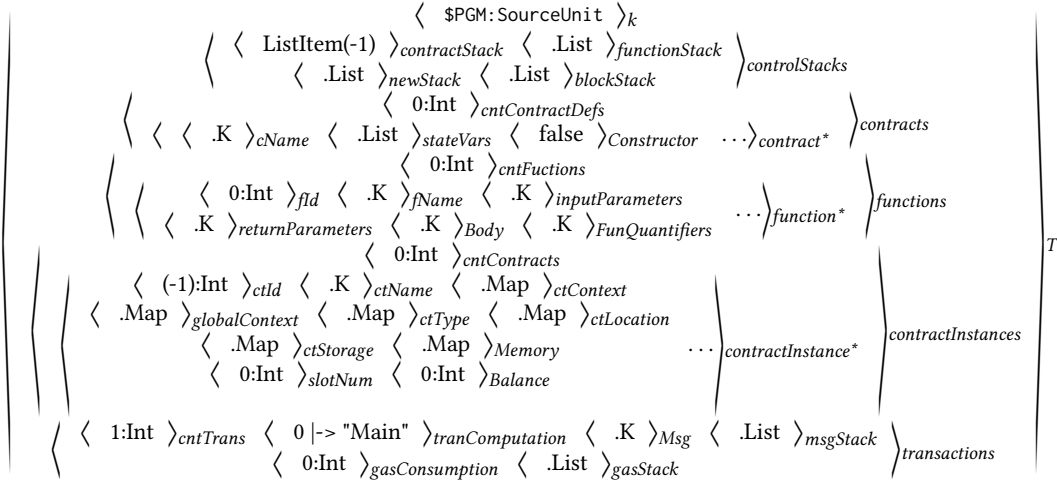 ⟨ $PGM:SourceUnit ⟩k
⟨ ListItem(-1) ⟩contractStack ⟨ .List ⟩functionStack
⟨ .List ⟩newStack ⟨ .List ⟩blockStack
controlStacks
⟨ 0:Int ⟩cntContractDefs
⟨ ⟨ .K ⟩cName ⟨ .List ⟩stateVars ⟨ false ⟩Constructor ...⟩contract*
contracts
⟨ 0:Int ⟩cntFuctions
⟨ 0:Int ⟩fId ⟨ .K ⟩fName ⟨ .K ⟩inputParameters
⟨ .K ⟩returnParameters ⟨ .K ⟩Body ⟨ .K ⟩FunQuantifiers
...⟩function*
functions
⟨ 0:Int ⟩cntContracts
⟨ (-1):Int ⟩ctId ⟨ .K ⟩ctName ⟨ .Map ⟩ctContext
⟨ .Map ⟩globalContext ⟨ .Map ⟩ctType ⟨ .Map ⟩ctLocation
⟨ .Map ⟩ctStorage ⟨ .Map ⟩Memory
⟨ 0:Int ⟩slotNum ⟨ 0:Int ⟩Balance
...⟩contractInstance*
contractInstances
⟨ 1:Int ⟩cntTrans ⟨ 0 |-> "Main" ⟩tranComputation ⟨ .K ⟩Msg ⟨ .List ⟩msgStack
⟨ 0:Int ⟩gasConsumption ⟨ .List ⟩gasStack
transactions
T